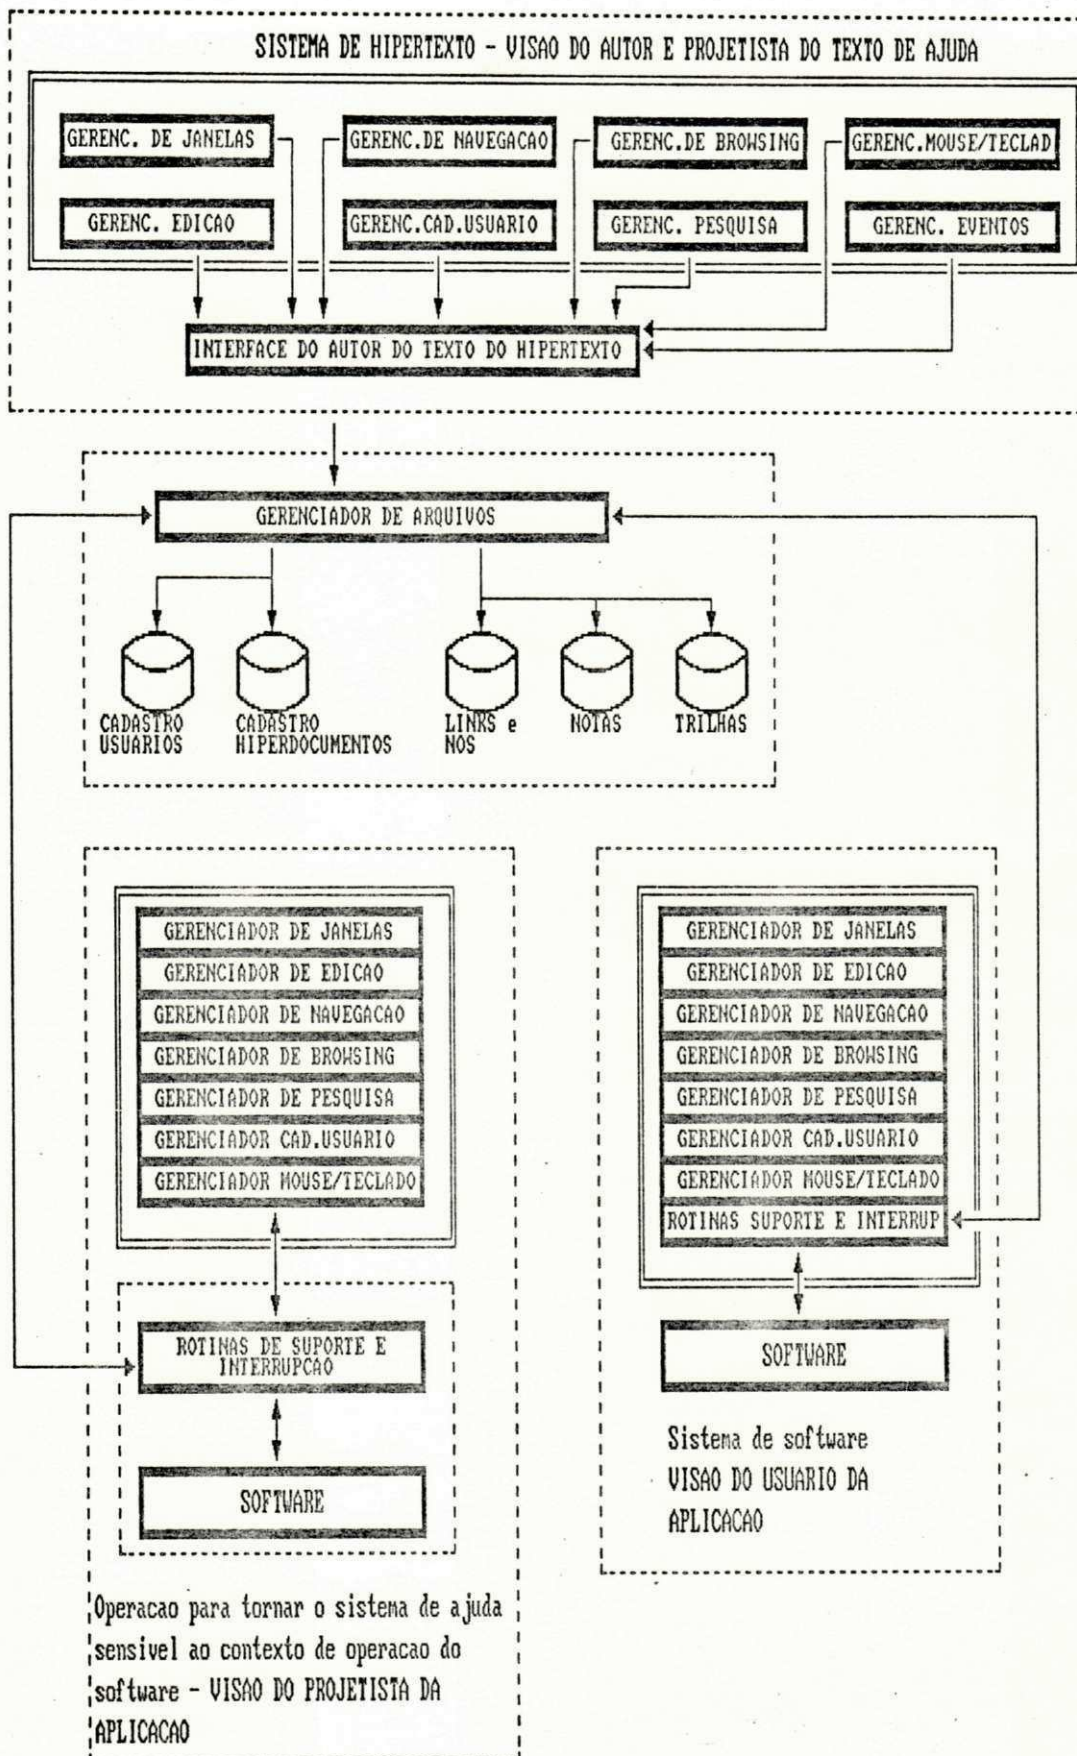 SISTEMA DE HIPERTEXTO - VISAO DO AUTOR E PROJETISTA DO TEXTO DE AJUDA
GERENC. DE JANELAS
GERENC.DE NAVEGACAO
GERENC.DE BROWSING
GERENC.MOUSE/TECLAD
GERENC. EDICAO
GERENC.CAD.USUARIO
GERENC. PESQUISA
GERENC. EVENTOS
INTERFACE DO AUTOR DO TEXTO DO HIPERTEXTO
GERENCIADOR DE ARQUIVOS
CADASTRO
USUARIOS
CADASTRO
HIPERDOCUMENTOS
LINKS e
NOS
NOTAS
TRILHAS
GERENCIADOR DE JANELAS
GERENCIADOR DE EDICAO
GERENCIADOR DE NAVEGACAO
GERENCIADOR DE BROWSING
GERENCIADOR DE PESQUISA
GERENCIADOR CAD.USUARIO
GERENCIADOR MOUSE/TECLADO
ROTINAS DE SUPORTE E
INTERRUPCAO
SOFTWARE
Operacao para tornar o sistema de ajuda
sensivel ao contexto de operacao do
software - VISAO DO PROJETISTA DA
APLICACAO
GERENCIADOR DE JANELAS
GERENCIADOR DE EDICAO
GERENCIADOR DE NAVEGACAO
GERENCIADOR DE BROWSING
GERENCIADOR DE PESQUISA
GERENCIADOR CAD.USUARIO
GERENCIADOR MOUSE/TECLADO
ROTINAS SUPORTE E INTERRUP
SOFTWARE
Sistema de software
VISAO DO USUARIO DA
APLICACAO